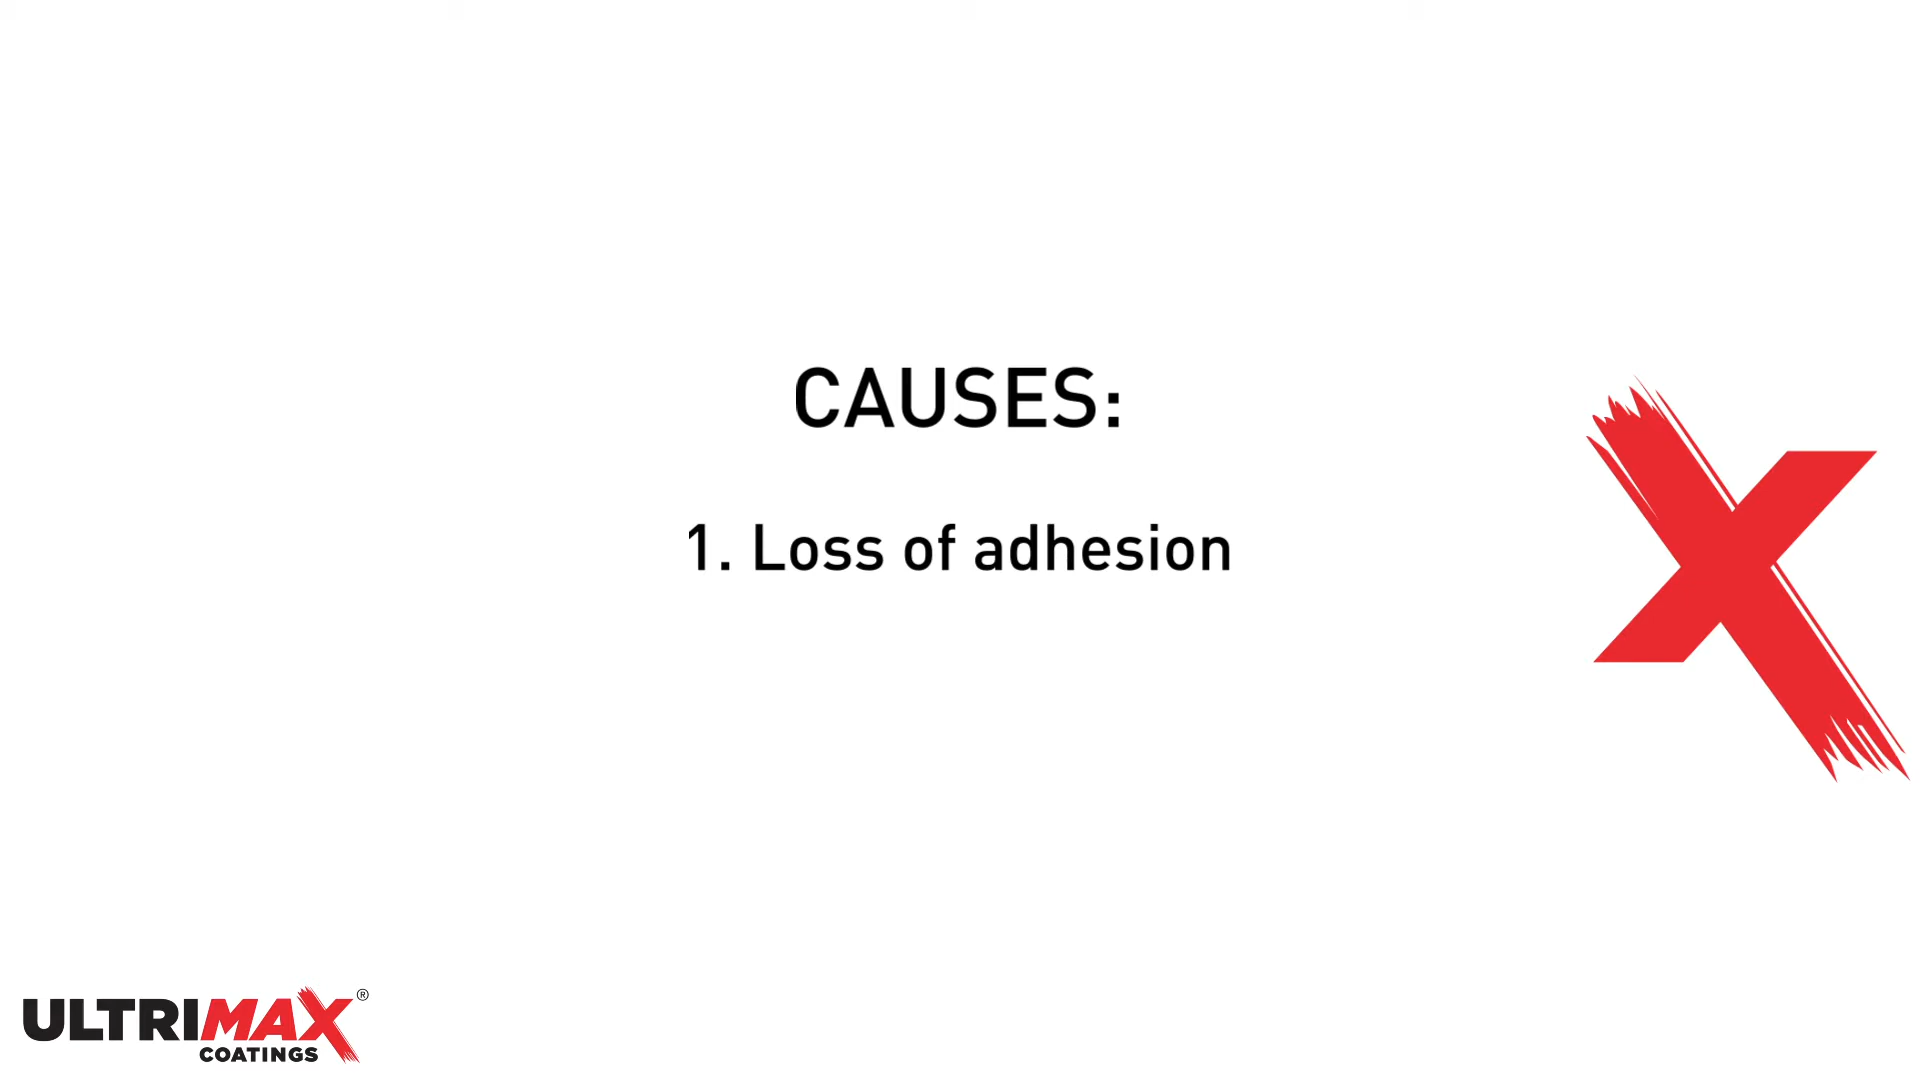 CAUSES:
1. Loss of adhesion
X
ULTRIMAX®
COATINGS